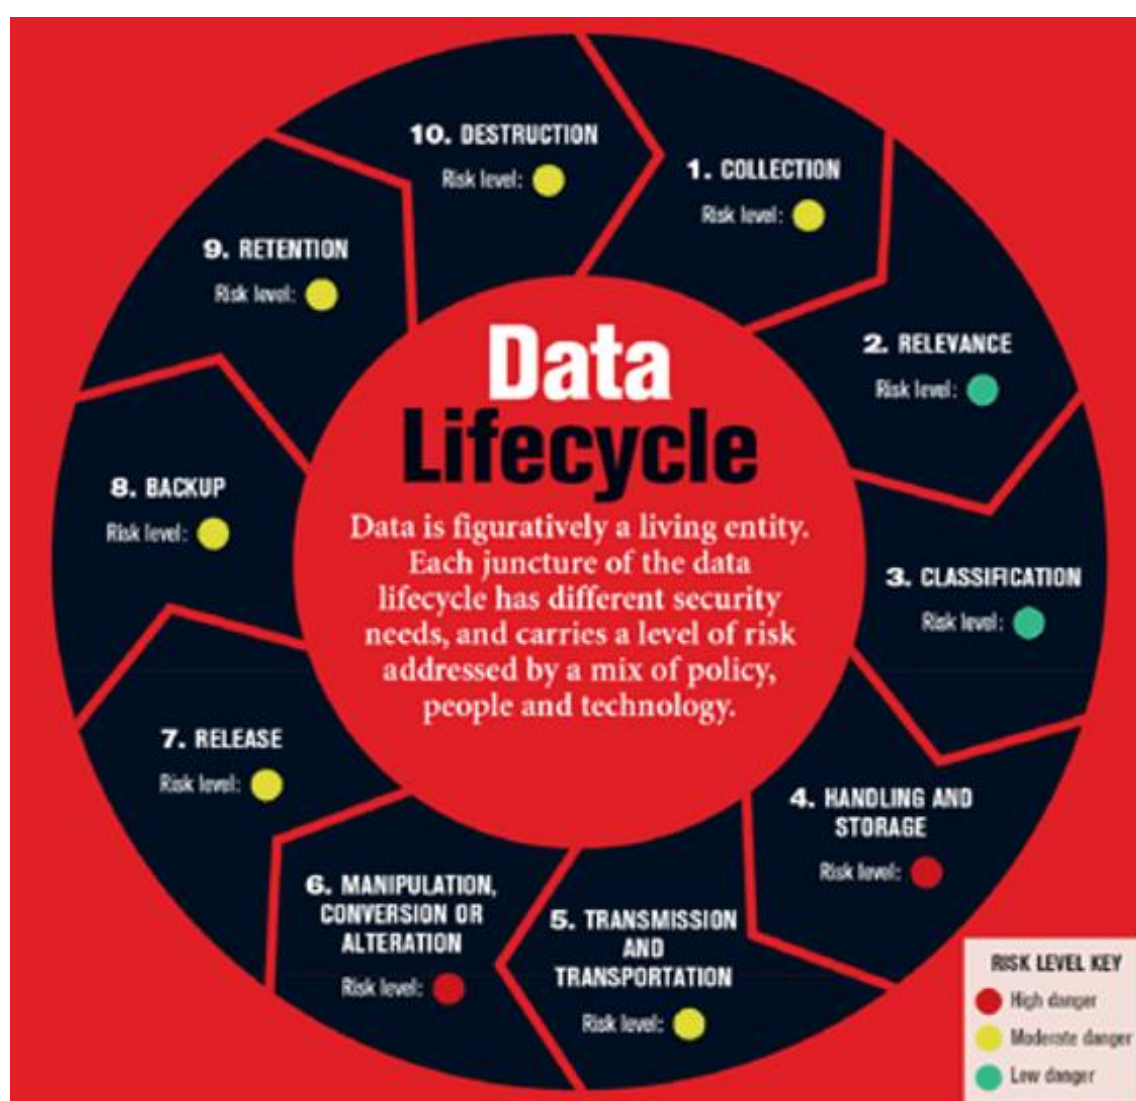 Data
Lifecycle
Data is figuratively a living entity.
Each juncture of the data
lifecycle has different security
needs, and carries a level of risk
addressed by a mix of policy,
people and technology.
1. COLLECTION
Risk level:
2. RELEVANCE
Risk level:
3. CLASSIFICATION
Risk level:
4. HANDLING AND
STORAGE
Risk level:
5. TRANSMISSION
AND
TRANSPORTATION
Risk level:
6. MANIPULATION,
CONVERSION OR
ALTERATION
Risk level:
7. RELEASE
Risk level:
8. BACKUP
Risk level:
9. RETENTION
Risk level:
10. DESTRUCTION
Risk level:
RISK LEVEL KEY
High danger
Moderate danger
Low danger